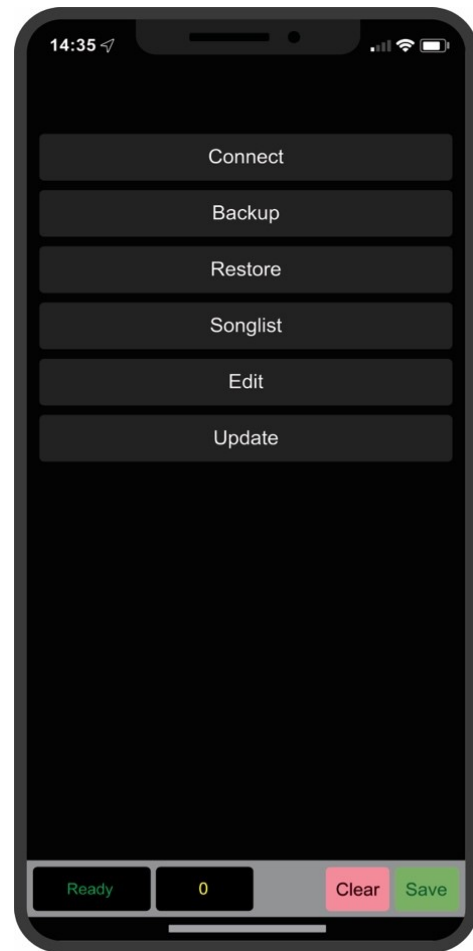 14:35
Connect
Backup
Restore
Songlist
Edit
Update
Ready 0 Clear Save